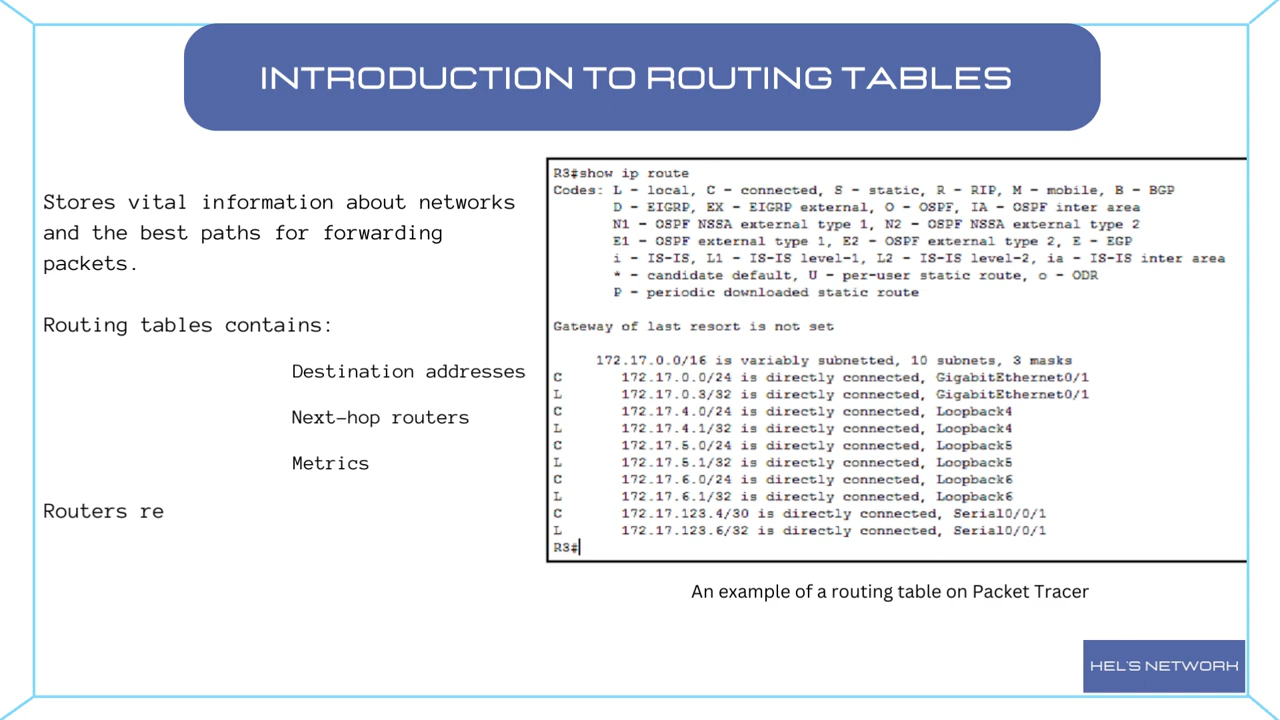 INTRODUCTION TO ROUTING TABLES
Stores vital information about networks
and the best paths for forwarding
packets.
Routing tables contains:
Destination addresses
Next-hop routers
Metrics
Routers re
R3#show ip route
Codes: L - local, C - connected, S - static, R - RIP, M - mobile, B - BGP
D - EIGRP, EX - EIGRP external, O - OSPF, IA - OSPF inter area
N1 - OSPF NSSA external type 1, N2 - OSPF NSSA external type 2
E1 - OSPF external type 1, E2 - OSPF external type 2, E - EGP
i - IS-IS, L1 - IS-IS level-1, L2 - IS-IS level-2, ia - IS-IS inter area
* - candidate default, U - per-user static route, o - ODR
P - periodic downloaded static route
Gateway of last resort is not set
172.17.0.0/16 is variably subnetted, 10 subnets, 3 masks
C 172.17.0.0/24 is directly connected, GigabitEthernet0/1
L 172.17.0.3/32 is directly connected, GigabitEthernet0/1
C 172.17.4.0/24 is directly connected, Loopback4
L 172.17.4.1/32 is directly connected, Loopback4
C 172.17.5.0/24 is directly connected, Loopback5
L 172.17.5.1/32 is directly connected, Loopback5
C 172.17.6.0/24 is directly connected, Loopback6
L 172.17.6.1/32 is directly connected, Loopback6
C 172.17.123.4/30 is directly connected, Serial0/0/1
L 172.17.123.6/32 is directly connected, Serial0/0/1
R3#
An example of a routing table on Packet Tracer
HEL'S NETWORK